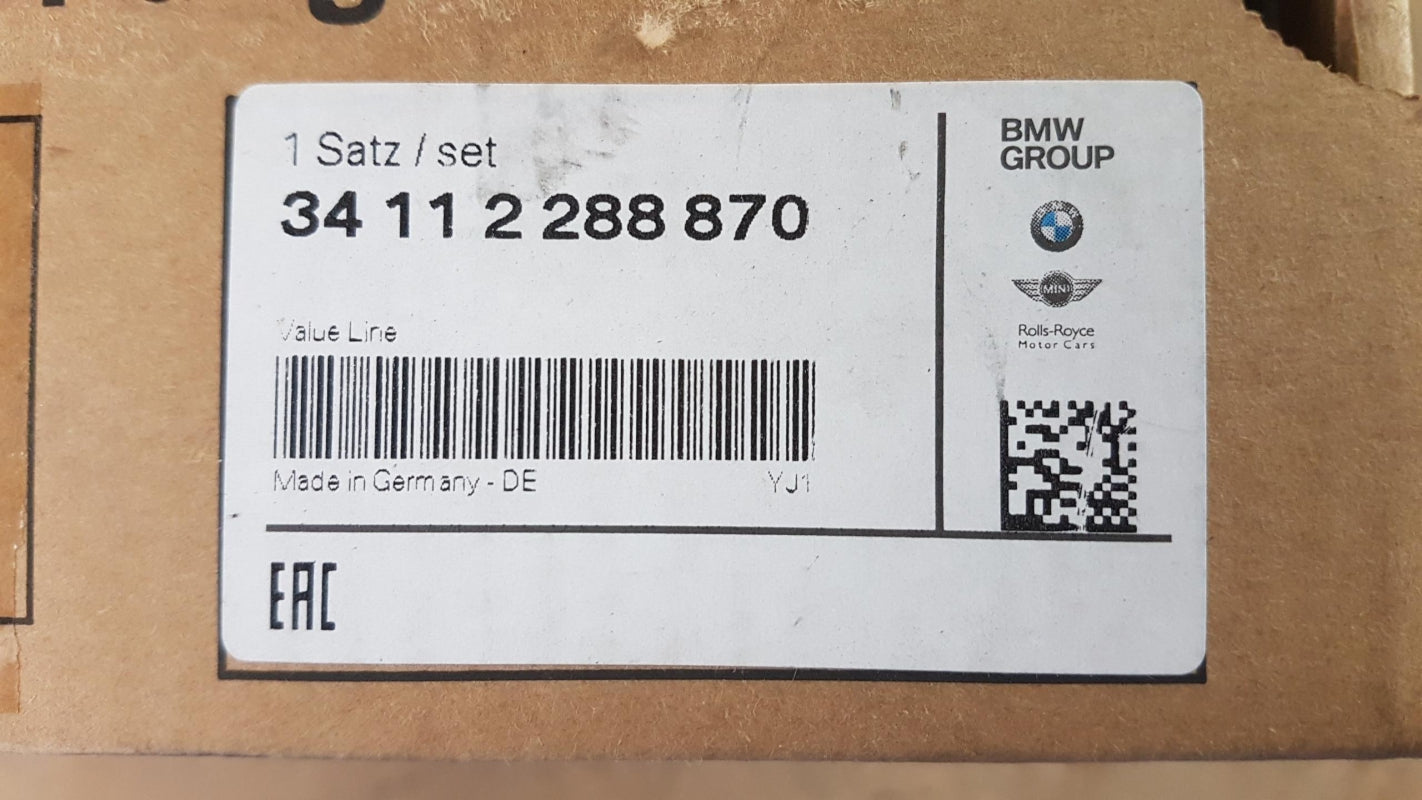 1 Satz / set
34 11 2 288 870
Value Line
Made in Germany - DE
YJ1
EAC
BMW
GROUP
MINI
Rolls-Royce
Motor Cars